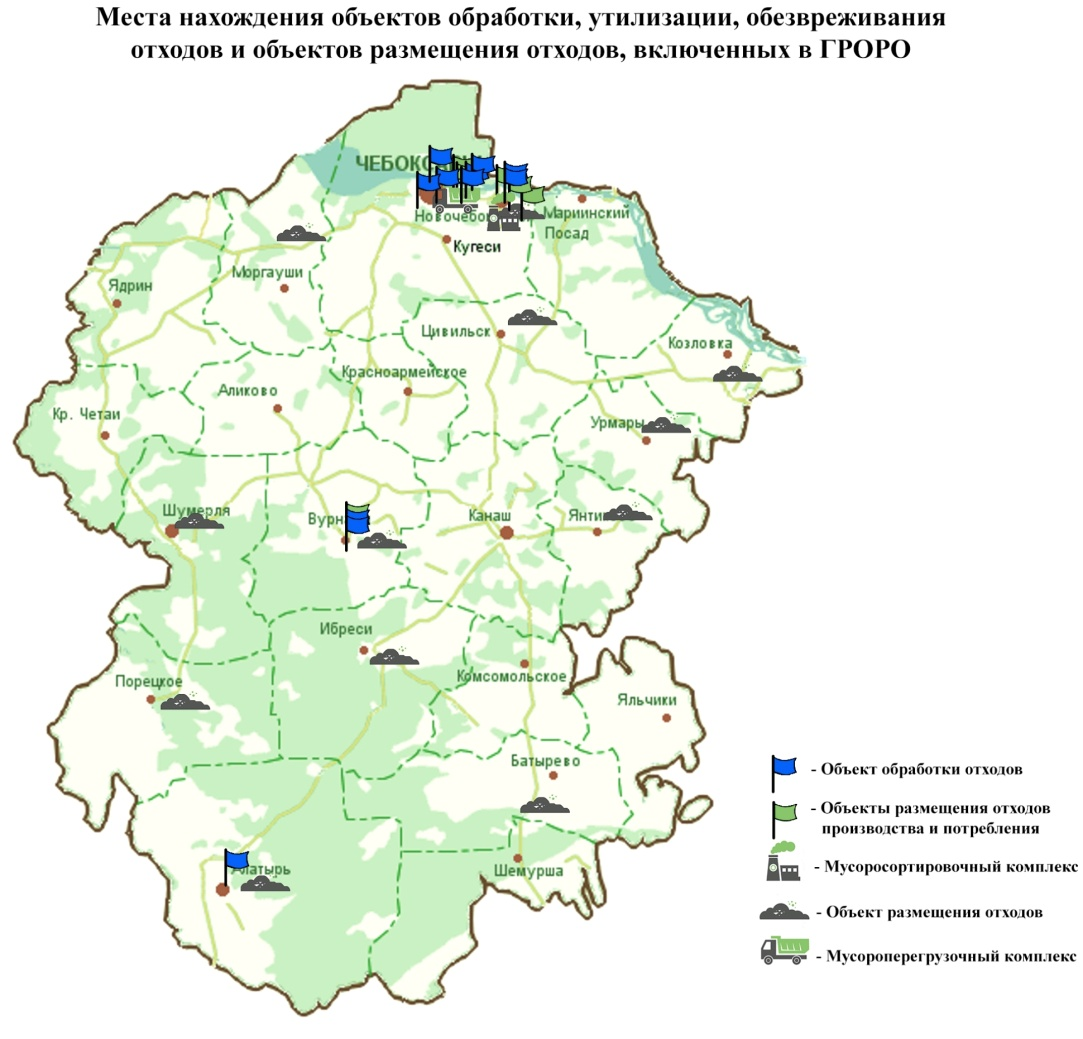 Места нахождения объектов обработки, утилизации, обезвреживания
отходов и объектов размещения отходов, включенных в ГРОРО
Мариинский
Посад
Кугеси
Моргауши
Ядрин
Цивильск
Козловка
Красноармейское
Аликово
Кр. Четаи
Урмары
Шумерля
Канаш
Ибреси
Порецкое
Комсомольское
Яльчики
Батырево
Шемурша
- Объект обработки отходов
- Объекты размещения отходов
производства и потребления
- Мусоросортировочный комплекс
- Объект размещения отходов
- Мусороперегрузочный комплекс